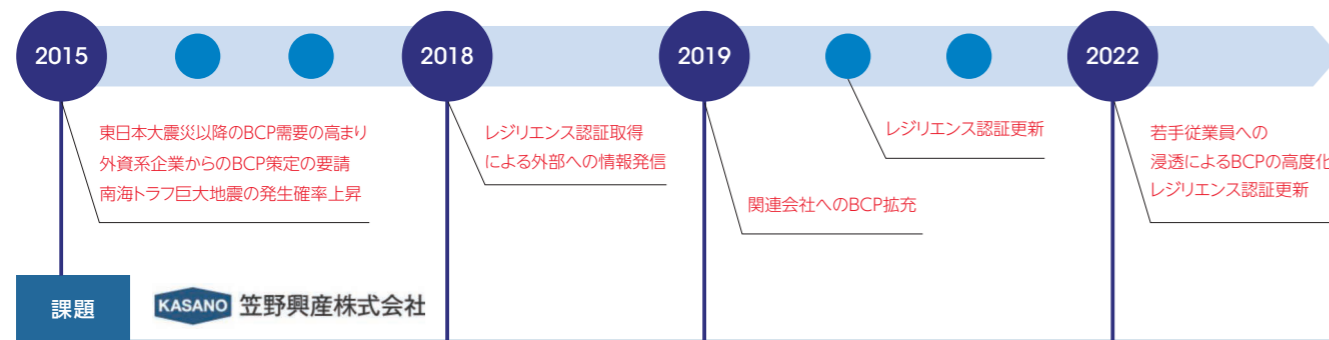 2015
2018
2019
2022
東日本大震災以降のBCP需要の高まり
外資系企業からのBCP策定の要請
南海トラフ巨大地震の発生確率上昇
レジリエンス認証取得
による外部への情報発信
関連会社へのBCP拡充
レジリエンス認証更新
若手従業員への
浸透によるBCPの高度化
レジリエンス認証更新
課題
KASANO 笠野興産株式会社